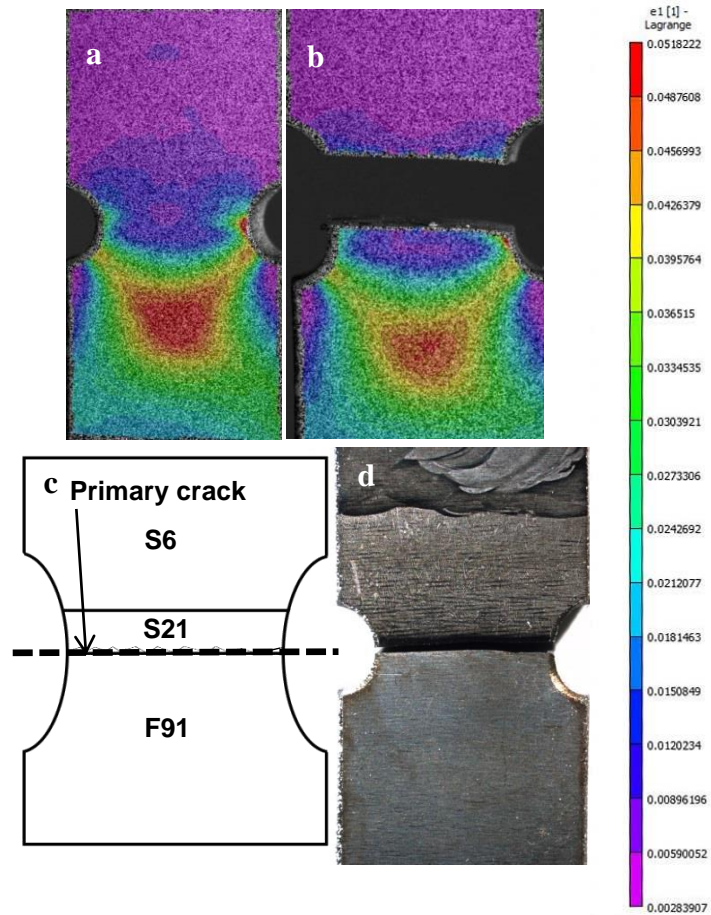 a
b
e1 [1] -
Lagrange
0.0518222
0.0487608
0.0456993
0.0426379
0.0395764
0.036515
0.0334535
0.0303921
0.0273306
0.0242692
0.0212077
0.0181463
0.0150849
0.0120234
0.00896196
0.00590052
0.00283907
c Primary crack
S6
S21
F91
d